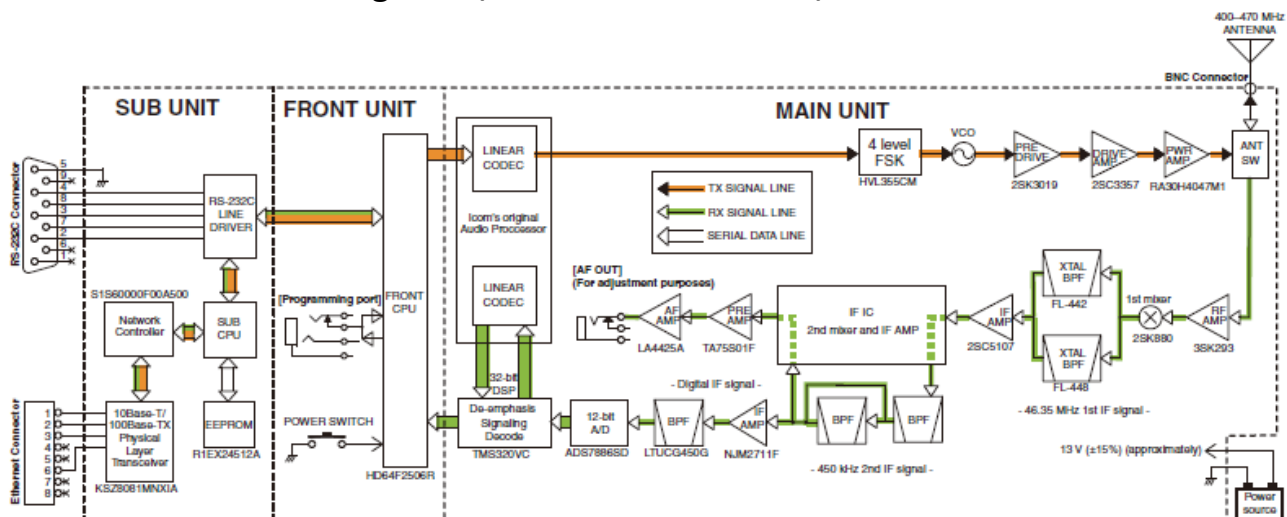 400–470 MHz
ANTENNA
BNC Connector
SUB UNIT
FRONT UNIT
MAIN UNIT
RS-232C Connector
5
9
4
8
3
7
2
6
1
RS-232C
LINE
DRIVER
S1S60000F00A500
Network
Controller
SUB
CPU
10Base-T/
100Base-TX
Physical
Layer
Transceiver
KSZ8081MNXIA
EEPROM
R1EX24512A
Ethernet Connector
1
2
3
4
5
6
7
8
[Programming port]
FRONT
CPU
POWER SWITCH
HD64F2506R
LINEAR
CODEC
Icom's original
Audio Proccessor
LINEAR
CODEC
32-bit
DSP
De-emphasis
Signaling
Decode
TMS320VC
4 level
FSK
HVL355CM
VCO
PRE
DRIVE
2SK3019
DRIVE
AMP
2SC3357
PWR
AMP
RA30H4047M1
ANT
SW
TX SIGNAL LINE
RX SIGNAL LINE
SERIAL DATA LINE
[AF OUT]
(For adjustment purposes)
AF
AMP
LA4425A
PRE
AMP
TA75S01F
IF IC
2nd mixer and IF AMP
IF
AMP
2SC5107
XTAL
BPF
FL-442
XTAL
BPF
FL-448
1st mixer
2SK880
RF
AMP
3SK293
- Digital IF signal -
12-bit
A/D
ADS7886SD
BPF
LTUCG450G
IF
AMP
NJM2711F
BPF
BPF
- 450 kHz 2nd IF signal -
- 46.35 MHz 1st IF signal -
13 V (±15%) (approximately)
Power
source